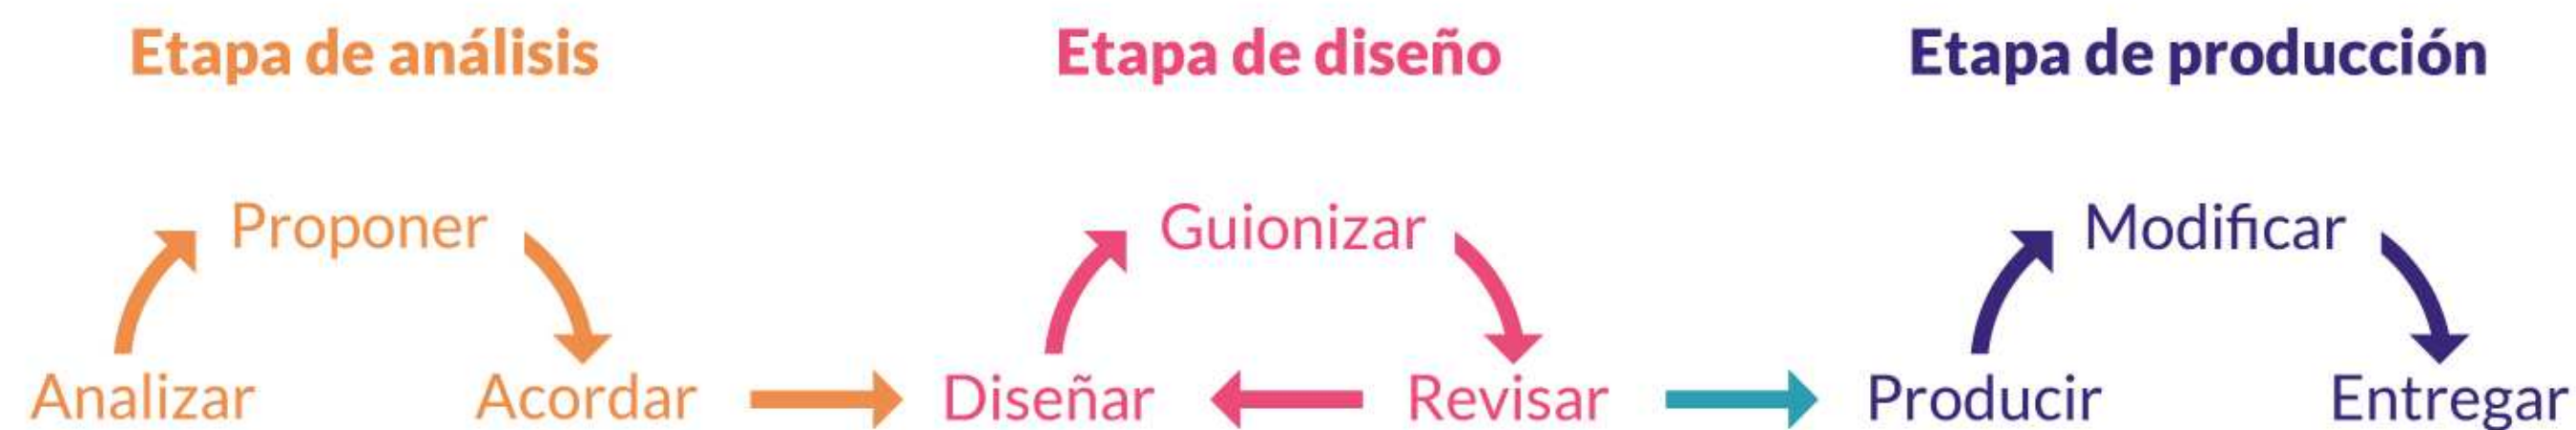 Etapa de análisis
Proponer
Analizar
Acordar
Etapa de diseño
Guionizar
Diseñar
Revisar
Etapa de producción
Modificar
Producir
Entregar